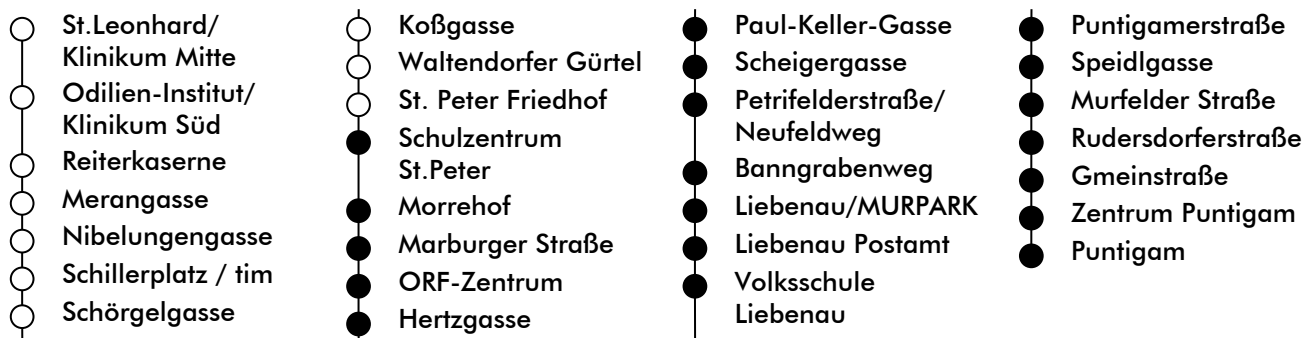 St.Leonhard/
Klinikum Mitte
Odilien-Institut/
Klinikum Süd
Reiterkaserne
Merangasse
Nibelungengasse
Schillerplatz / tim
Schörgelgasse
Koßgasse
Waltendorfer Gürtel
St. Peter Friedhof
Schulzentrum
St.Peter
Morrehof
Marburger Straße
ORF-Zentrum
Hertzgasse
Paul-Keller-Gasse
Scheigergasse
Petrifelderstraße/
Neufeldweg
Banngrabenweg
Liebenau/MURPARK
Liebenau Postamt
Volksschule
Liebenau
Puntigamerstraße
Speidlgasse
Murfelder Straße
Rudersdorferstraße
Gmeinstraße
Zentrum Puntigam
Puntigam